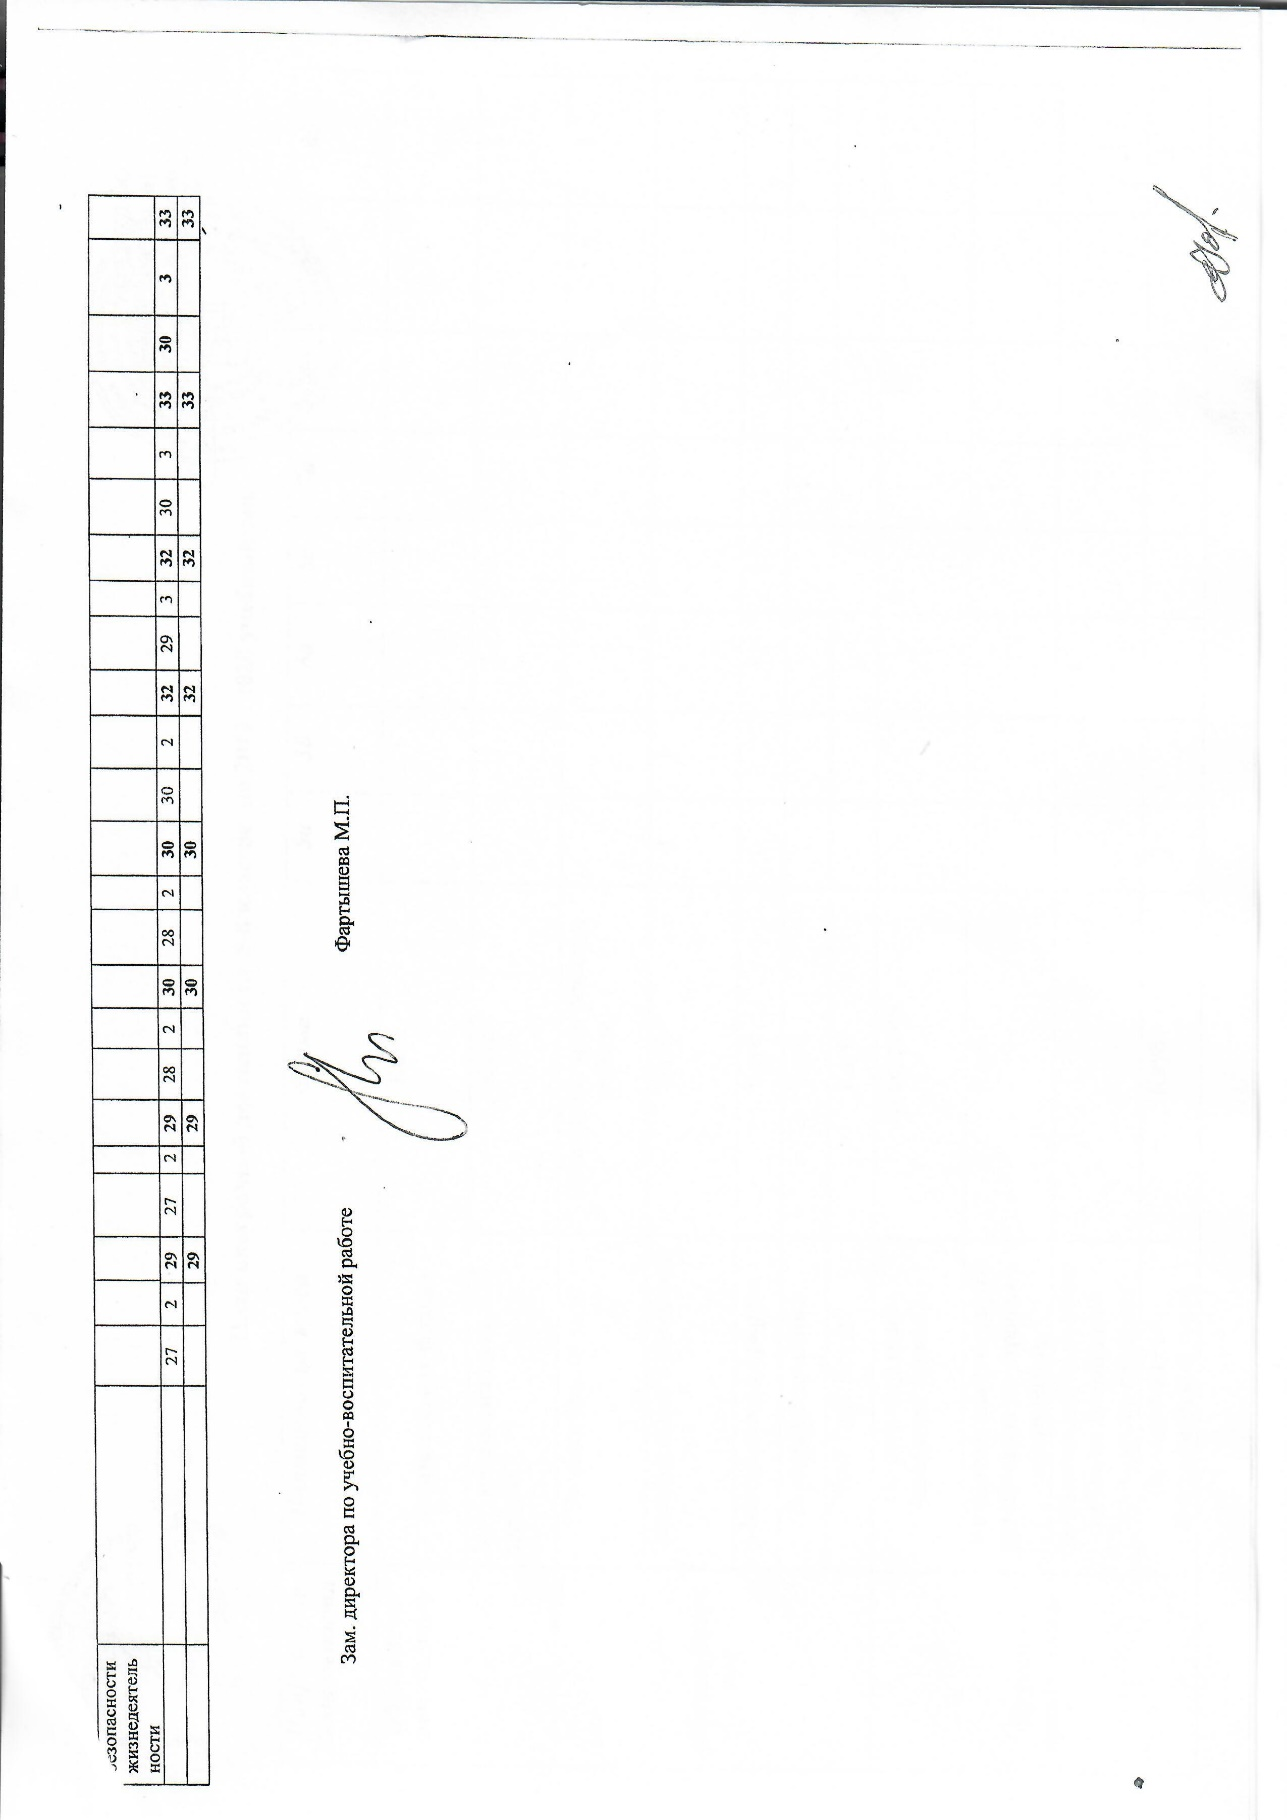 безопасности
жизнедеятель
ности
27 2 29 27 2 29 28 2 30 28 2 30 30 2 32 29 3 32 30 3 33 30 3 33
29 29 30 30 32 32 33 33
Зам. директора по учебно-воспитательной работе Фартышева М.П.